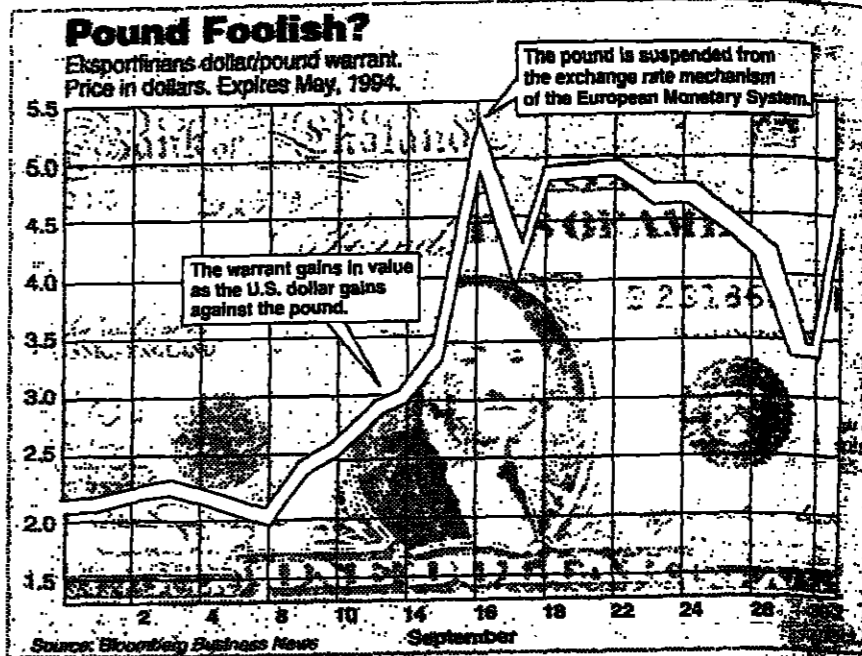 Pound Foolish?
Eksportfinans dollar/pound warrant.
Price in dollars. Expires May, 1994.
The pound is suspended from
the exchange rate mechanism
of the European Monetary System.
5.5
5.0
4.5
The warrant gains in value
as the U.S. dollar gains
against the pound.
4.0
3.5
3.0
2.5
2.0
1.5
2 4 8 10 14 16 18 22 24 28
September
Source: Bloomberg Business News